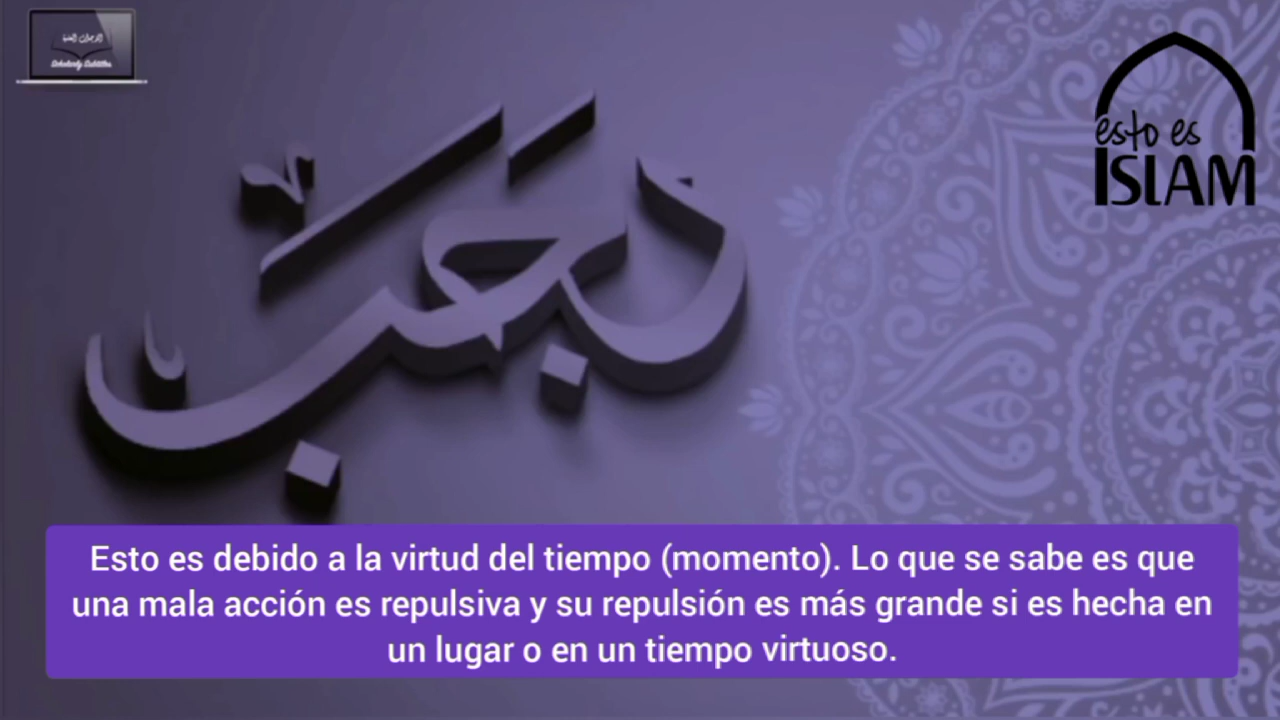 Scholarly Subtitles
esto es
ISLAM
رجب
Esto es debido a la virtud del tiempo (momento). Lo que se sabe es que
una mala acción es repulsiva y su repulsión es más grande si es hecha en
un lugar o en un tiempo virtuoso.